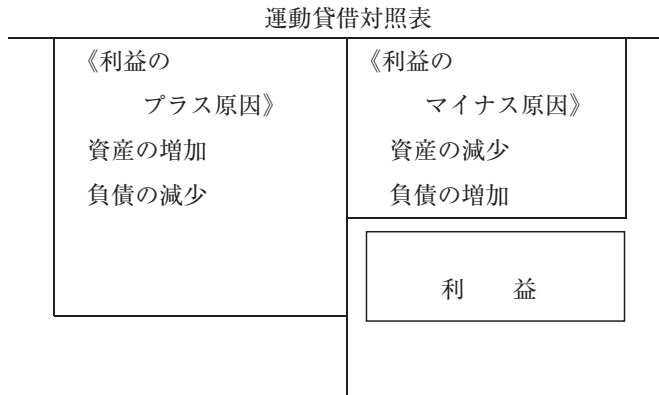 運動貸借対照表
《利益の
プラス原因》
資産の増加
負債の減少
《利益の
マイナス原因》
資産の減少
負債の増加
利　益